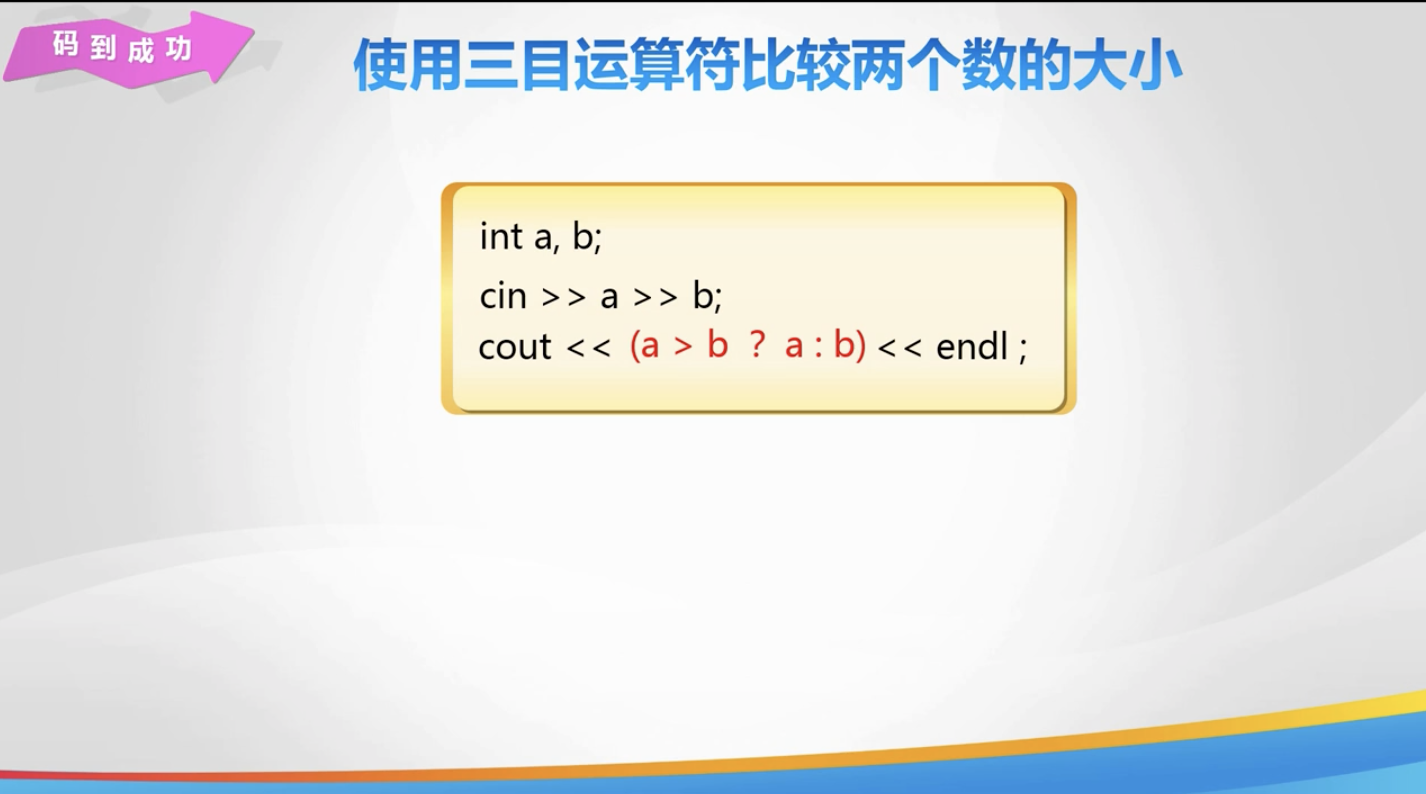 码到成功
使用三目运算符比较两个数的大小
int a, b;
cin >> a >> b;
cout << (a > b ? a : b) << endl ;